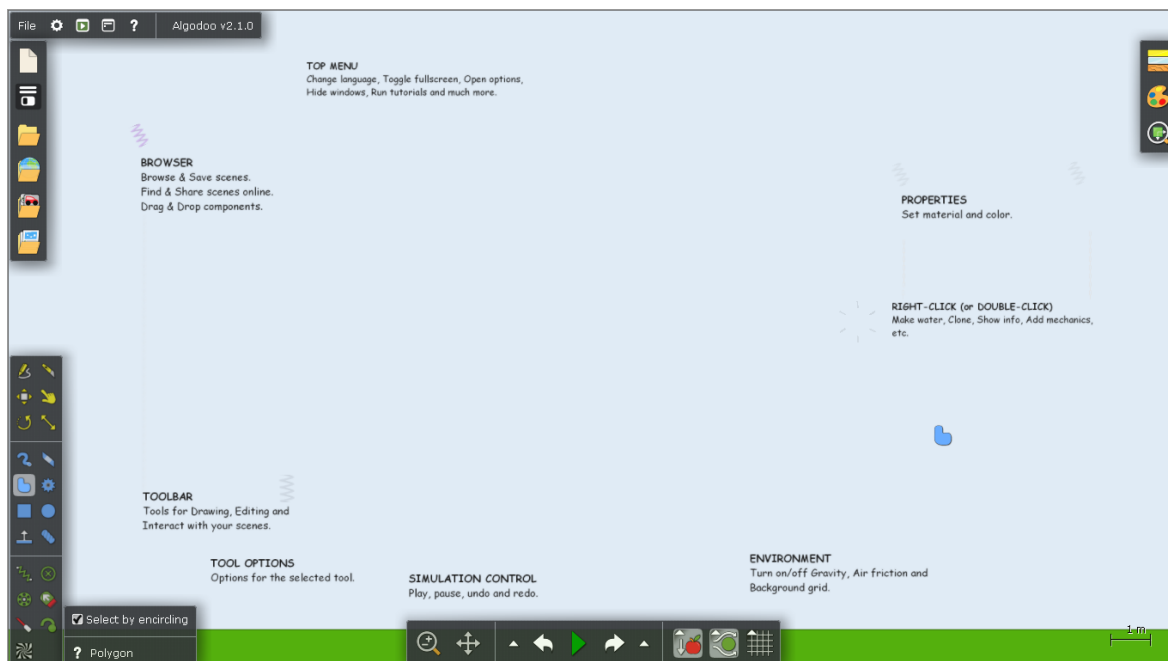 File ? Algodoo v2.1.0
TOP MENU
Change language, Toggle fullscreen, Open options,
Hide windows, Run tutorials and much more.
BROWSER
Browse & Save scenes.
Find & Share scenes online.
Drag & Drop components.
PROPERTIES
Set material and color.
RIGHT-CLICK (or DOUBLE-CLICK)
Make water, Clone, Show info, Add mechanics,
etc.
TOOLBAR
Tools for Drawing, Editing and
Interact with your scenes.
TOOL OPTIONS
Options for the selected tool.
SIMULATION CONTROL
Play, pause, undo and redo.
ENVIRONMENT
Turn on/off Gravity, Air friction and
Background grid.
Select by encircling
? Polygon
1 m